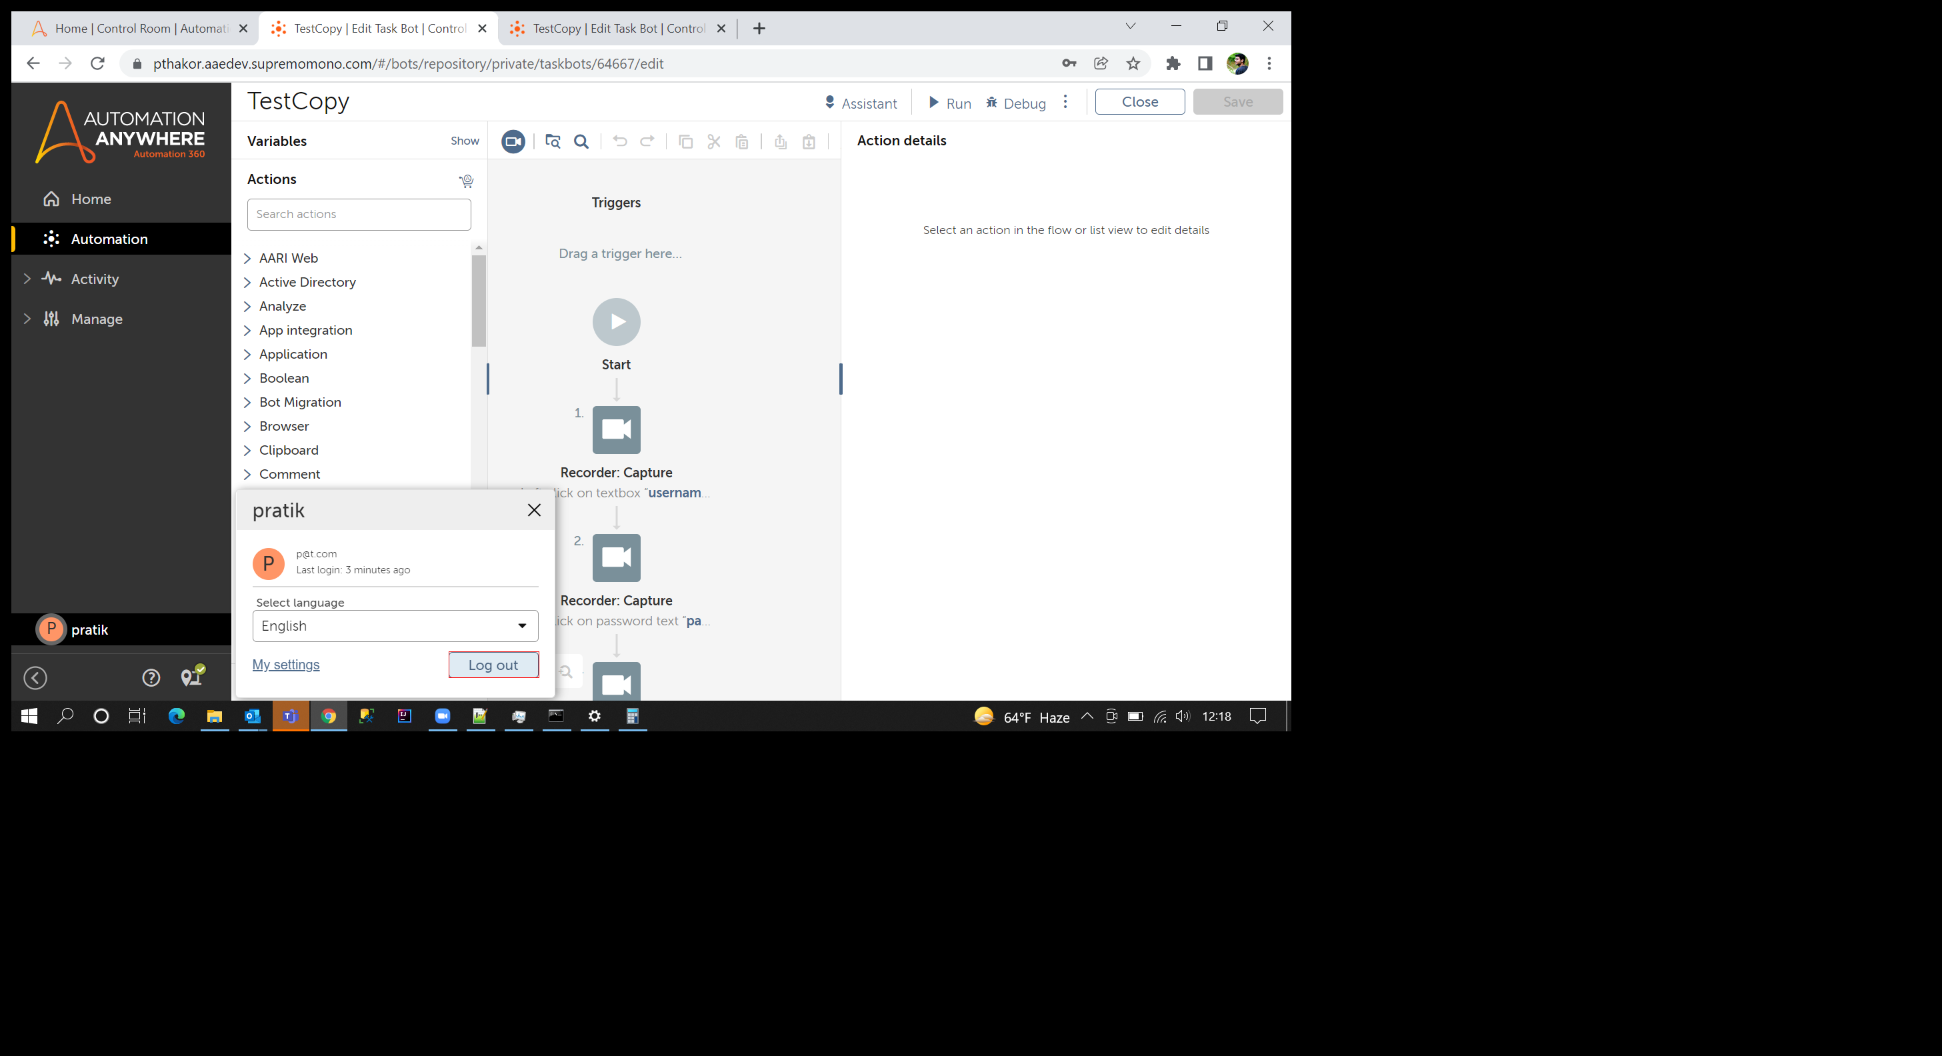 Home | Control Room | Automati
TestCopy | Edit Task Bot | Control
TestCopy | Edit Task Bot | Control
pthakor.aaedev.supremomono.com/#/bots/repository/private/taskbots/64667/edit
AUTOMATION
ANYWHERE
Automation 360
Home
Automation
Activity
Manage
P pratik
TestCopy
Assistant
Run
Debug
Close
Save
Variables
Show
Actions
Search actions
AARI Web
Active Directory
Analyze
App integration
Application
Boolean
Bot Migration
Browser
Clipboard
Comment
Triggers
Drag a trigger here...
Start
1.
Recorder: Capture
ick on textbox "usernam...
2.
Recorder: Capture
ick on password text "pa...
Action details
Select an action in the flow or list view to edit details
pratik
P
p@t.com
Last login: 3 minutes ago
Select language
English
My settings
Log out
64°F Haze
12:18